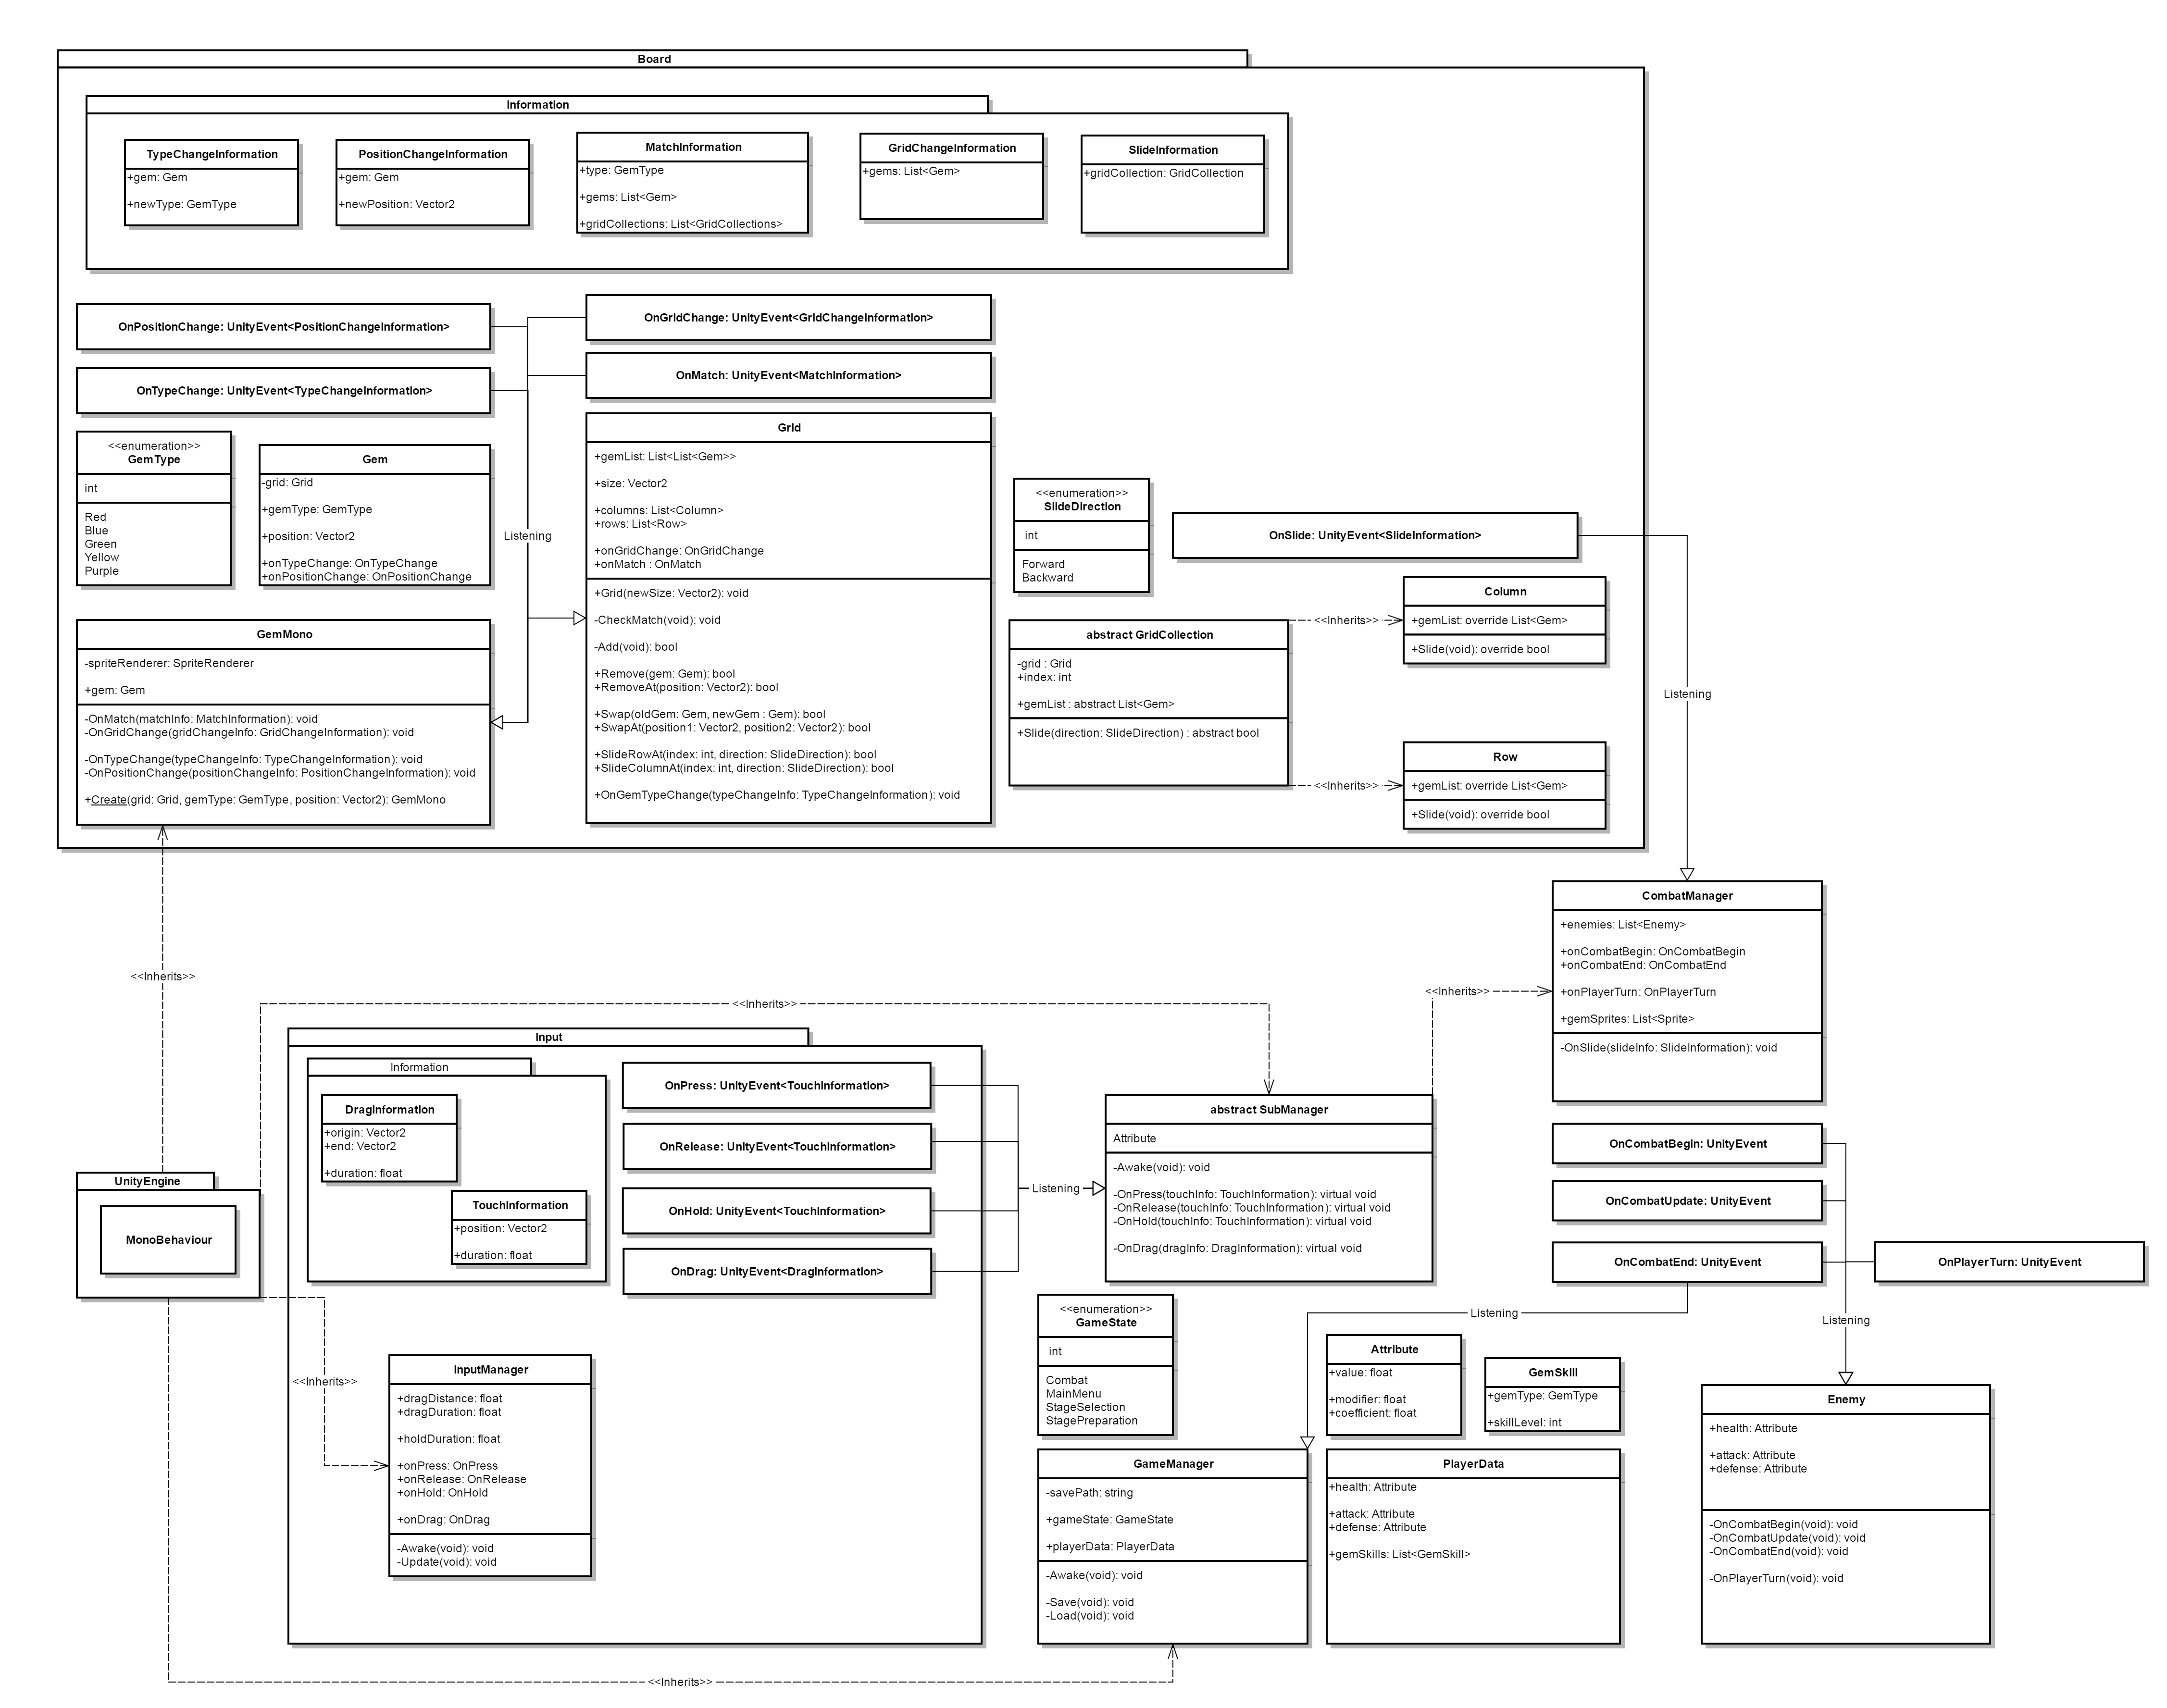 Board
Information
TypeChangeInformation
+gem: Gem
+newType: GemType
PositionChangeInformation
+gem: Gem
+newPosition: Vector2
MatchInformation
+type: GemType
+gems: List<Gem>
+gridCollections: List<GridCollections>
GridChangeInformation
+gems: List<Gem>
SlideInformation
+gridCollection: GridCollection
OnPositionChange: UnityEvent<PositionChangeInformation>
OnTypeChange: UnityEvent<TypeChangeInformation>
OnGridChange: UnityEvent<GridChangeInformation>
OnMatch: UnityEvent<MatchInformation>
<<enumeration>>
GemType
int
Red
Blue
Green
Yellow
Purple
Gem
-grid: Grid
+gemType: GemType
+position: Vector2
+onTypeChange: OnTypeChange
+onPositionChange: OnPositionChange
Listening
GemMono
-spriteRenderer: SpriteRenderer
+gem: Gem
-OnMatch(matchInfo: MatchInformation): void
-OnGridChange(gridChangeInfo: GridChangeInformation): void
-OnTypeChange(typeChangeInfo: TypeChangeInformation): void
-OnPositionChange(positionChangeInfo: PositionChangeInformation): void
+Create(grid: Grid, gemType: GemType, position: Vector2): GemMono
Grid
+gemList: List<List<Gem>>
+size: Vector2
+columns: List<Column>
+rows: List<Row>
+onGridChange: OnGridChange
+onMatch : OnMatch
+Grid(newSize: Vector2): void
-CheckMatch(void): void
-Add(void): bool
+Remove(gem: Gem): bool
+RemoveAt(position: Vector2): bool
+Swap(oldGem: Gem, newGem : Gem): bool
+SwapAt(position1: Vector2, position2: Vector2): bool
+SlideRowAt(index: int, direction: SlideDirection): bool
+SlideColumnAt(index: int, direction: SlideDirection): bool
+OnGemTypeChange(typeChangeInfo: TypeChangeInformation): void
<<enumeration>>
SlideDirection
int
Forward
Backward
OnSlide: UnityEvent<SlideInformation>
abstract GridCollection
-grid : Grid
+index: int
+gemList : abstract List<Gem>
+Slide(direction: SlideDirection) : abstract bool
<<Inherits>>
Column
+gemList: override List<Gem>
+Slide(void): override bool
<<Inherits>>
Row
+gemList: override List<Gem>
+Slide(void): override bool
Listening
CombatManager
+enemies: List<Enemy>
+onCombatBegin: OnCombatBegin
+onCombatEnd: OnCombatEnd
+onPlayerTurn: OnPlayerTurn
+gemSprites: List<Sprite>
-OnSlide(slideInfo: SlideInformation): void
<<Inherits>>
<<Inherits>>
<<Inherits>>
Input
Information
DragInformation
+origin: Vector2
+end: Vector2
+duration: float
TouchInformation
+position: Vector2
+duration: float
OnPress: UnityEvent<TouchInformation>
OnRelease: UnityEvent<TouchInformation>
OnHold: UnityEvent<TouchInformation>
OnDrag: UnityEvent<DragInformation>
Listening
abstract SubManager
Attribute
-Awake(void): void
-OnPress(touchInfo: TouchInformation): virtual void
-OnRelease(touchInfo: TouchInformation): virtual void
-OnHold(touchInfo: TouchInformation): virtual void
-OnDrag(dragInfo: DragInformation): virtual void
OnCombatBegin: UnityEvent
OnCombatUpdate: UnityEvent
OnCombatEnd: UnityEvent
OnPlayerTurn: UnityEvent
UnityEngine
MonoBehaviour
<<Inherits>>
InputManager
+dragDistance: float
+dragDuration: float
+holdDuration: float
+onPress: OnPress
+onRelease: OnRelease
+onHold: OnHold
+onDrag: OnDrag
-Awake(void): void
-Update(void): void
<<enumeration>>
GameState
int
Combat
MainMenu
StageSelection
StagePreparation
Listening
Listening
Attribute
+value: float
+modifier: float
+coefficient: float
GemSkill
+gemType: GemType
+skillLevel: int
GameManager
-savePath: string
+gameState: GameState
+playerData: PlayerData
-Awake(void): void
-Save(void): void
-Load(void): void
PlayerData
+health: Attribute
+attack: Attribute
+defense: Attribute
+gemSkills: List<GemSkill>
Enemy
+health: Attribute
+attack: Attribute
+defense: Attribute
-OnCombatBegin(void): void
-OnCombatUpdate(void): void
-OnCombatEnd(void): void
-OnPlayerTurn(void): void
<<Inherits>>